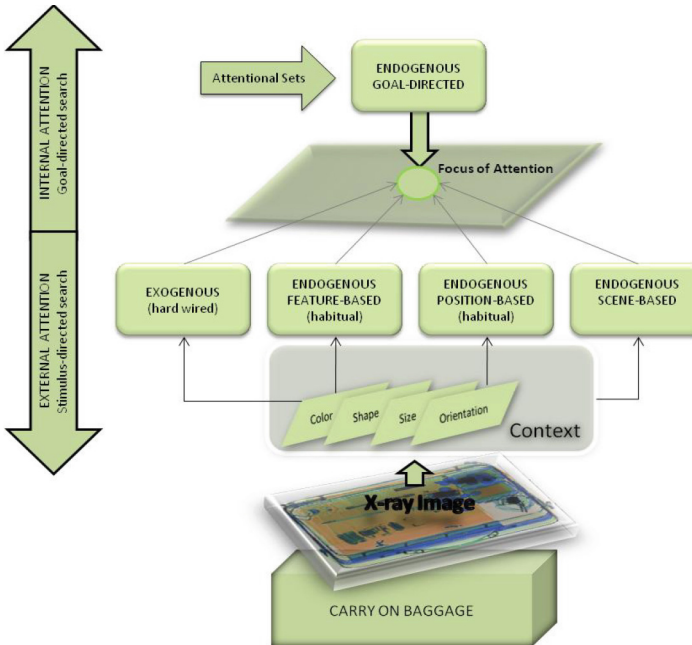 INTERNAL ATTENTION
Goal-directed search
EXTERNAL ATTENTION
Stimulus-directed search
Attentional Sets
ENDOGENOUS
GOAL-DIRECTED
Focus of Attention
EXOGENOUS
(hard wired)
ENDOGENOUS
FEATURE-BASED
(habitual)
ENDOGENOUS
POSITION-BASED
(habitual)
ENDOGENOUS
SCENE-BASED
Color
Shape
Size
Orientation
Context
X-ray Image
CARRY ON BAGGAGE